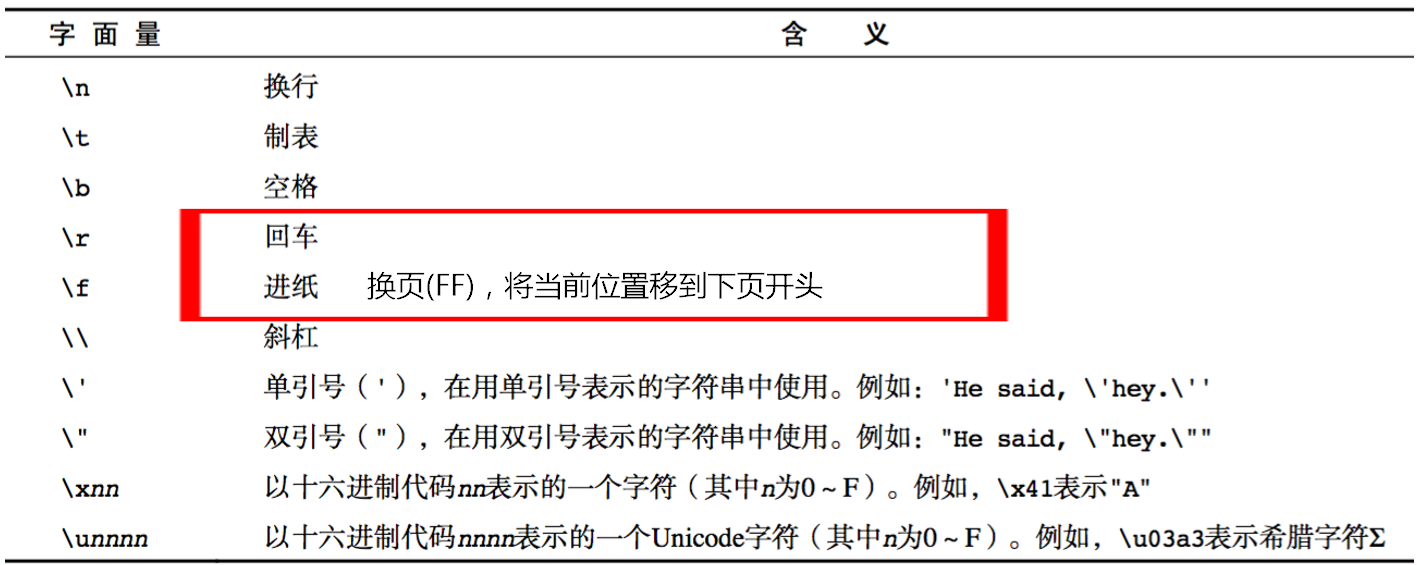 字 面 量 含 义
\n 换行
\t 制表
\b 空格
\r 回车
\f 进纸 换页(FF)，将当前位置移到下页开头
\\ 斜杠
\' 单引号（'），在用单引号表示的字符串中使用。例如：'He said, \'hey.\''
\" 双引号（"），在用双引号表示的字符串中使用。例如："He said, \"hey.\""
\xnn 以十六进制代码nn表示的一个字符（其中n为0～F）。例如，\x41表示"A"
\unnnn 以十六进制代码nnnn表示的一个Unicode字符（其中n为0～F）。例如，\u03a3表示希腊字符Σ